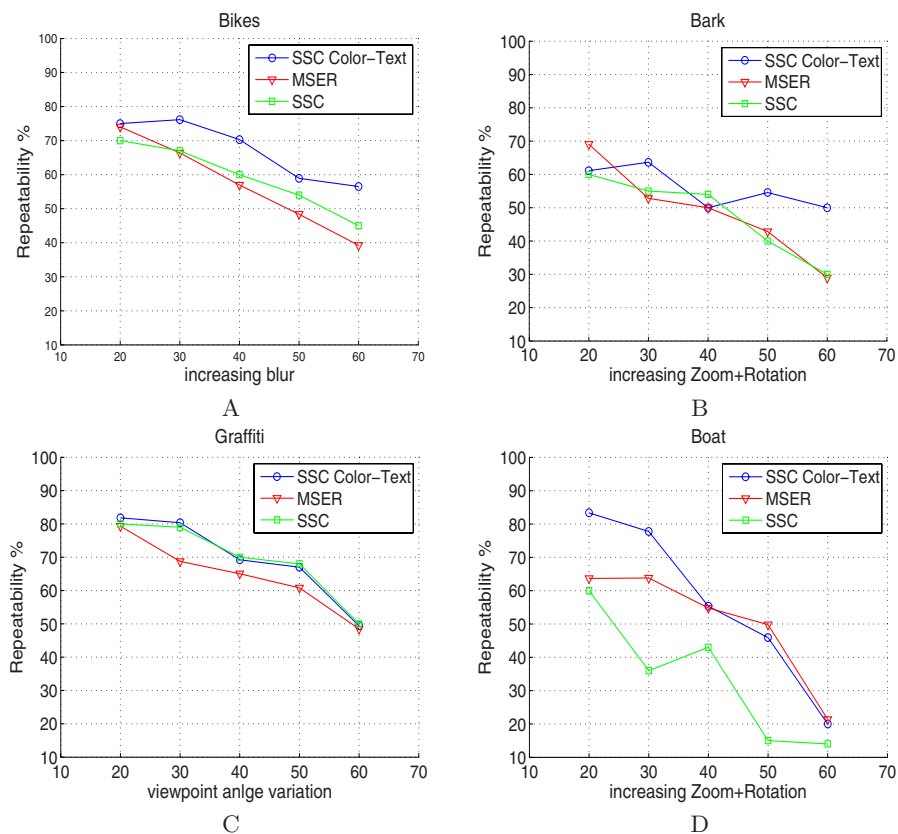 Bikes
100
90
80
70
60
50
40
30
20
10
Repeatability %
SSC Color-Text
MSER
SSC
10 20 30 40 50 60 70
increasing blur
A
Bark
100
90
80
70
60
50
40
30
20
10
Repeatability %
SSC Color-Text
MSER
SSC
10 20 30 40 50 60 70
increasing Zoom+Rotation
B
Graffiti
100
90
80
70
60
50
40
30
20
10
Repeatability %
SSC Color-Text
MSER
SSC
10 20 30 40 50 60 70
viewpoint anlge variation
C
Boat
100
90
80
70
60
50
40
30
20
10
Repeatability %
SSC Color-Text
MSER
SSC
10 20 30 40 50 60 70
increasing Zoom+Rotation
D